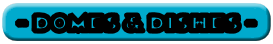 - DOMES & DISHES -